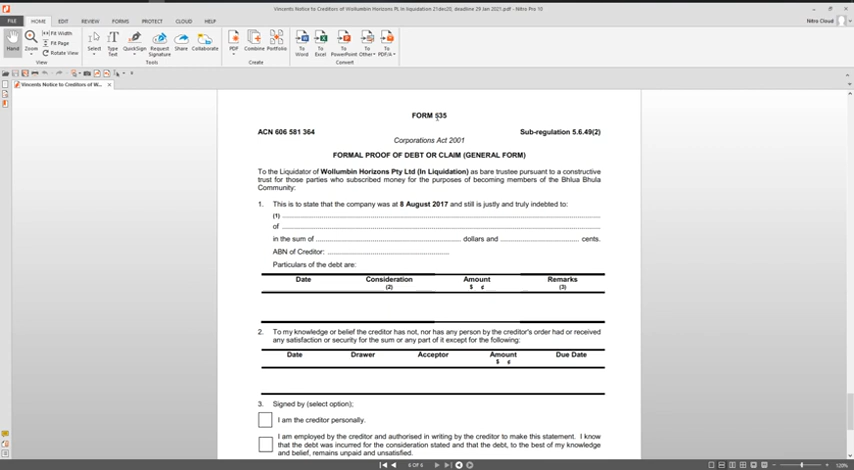 Vincents Notice to Creditors of Wollumbin Horizons PL in liquidation 21dec20, deadline 29 Jan 2021.pdf - Nitro Pro 10
FILE HOME EDIT REVIEW FORMS PROTECT CLOUD HELP
Nitro Cloud
Hand
Zoom
Fit Width
Fit Page
Rotate View
View
Select
Type Text
QuickSign
Request Signature
Share
Collaborate
Tools
PDF
Combine
Portfolio
Create
To Word
To Excel
To PowerPoint
To Other
To PDF/A
Convert
Vincents Notice to Creditors of W...
FORM 535
ACN 606 581 364 Sub-regulation 5.6.49(2)
Corporations Act 2001
FORMAL PROOF OF DEBT OR CLAIM (GENERAL FORM)
To the Liquidator of Wollumbin Horizons Pty Ltd (In Liquidation) as bare trustee pursuant to a constructive
trust for those parties who subscribed money for the purposes of becoming members of the Bhlua Bhula
Community:
1. This is to state that the company was at 8 August 2017 and still is justly and truly indebted to:
(1)
of
in the sum of dollars and cents.
ABN of Creditor:
Particulars of the debt are:
Date Consideration Amount Remarks
(2) $ ¢ (3)
2. To my knowledge or belief the creditor has not, nor has any person by the creditor's order had or received
any satisfaction or security for the sum or any part of it except for the following:
Date Drawer Acceptor Amount Due Date
$ ¢
3. Signed by (select option);
I am the creditor personally.
I am employed by the creditor and authorised in writing by the creditor to make this statement. I know
that the debt was incurred for the consideration stated and that the debt, to the best of my knowledge
and belief, remains unpaid and unsatisfied.
6 OF 6
120%